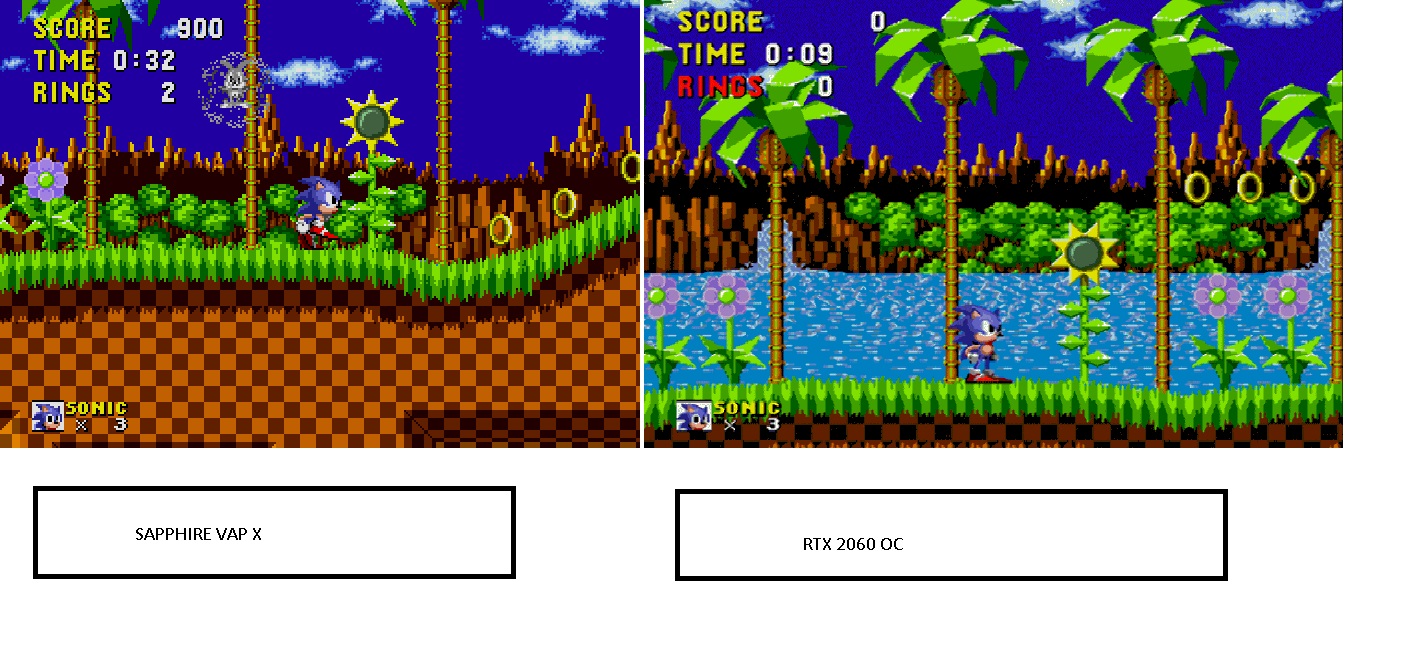 SCORE 900
TIME 0:32
RINGS 2
SONIC
× 3
SCORE 0
TIME 0:09
RINGS 0
SONIC
× 3
SAPPHIRE VAP X
RTX 2060 OC